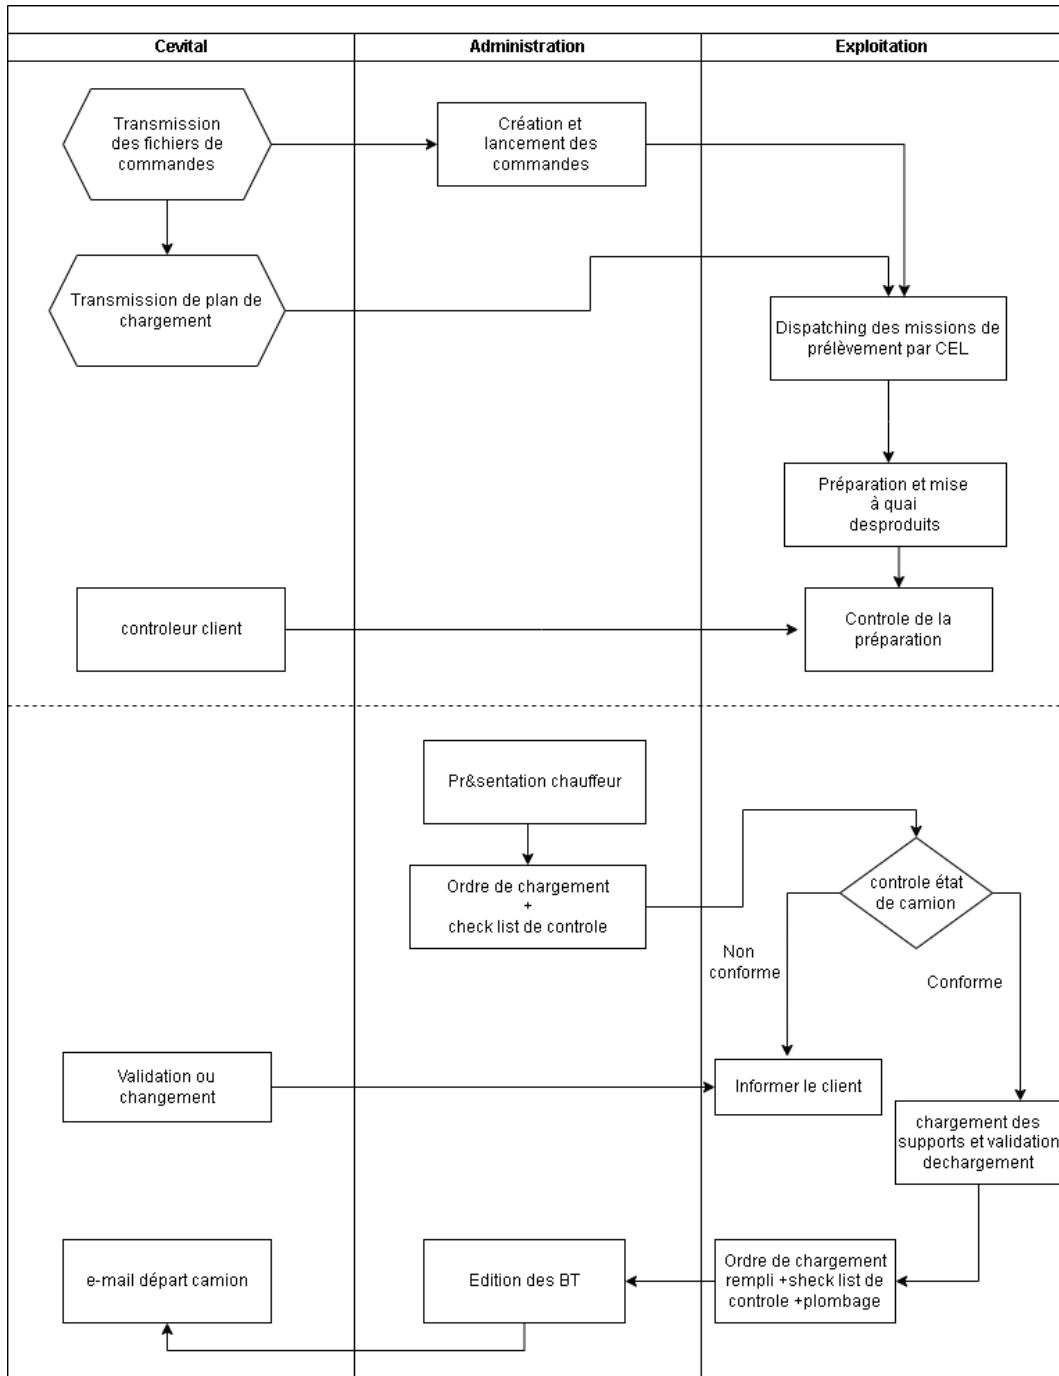 Cevital
Administration
Exploitation
Transmission
des fichiers de
commandes
Création et
lancement des
commandes
Transmission de plan de
chargement
Dispatching des missions de
prélèvement par CEL
Préparation et mise
à quai
desproduits
controleur client
Controle de la
préparation
Pr&sentation chauffeur
Ordre de chargement
+
check list de controle
controle état
de camion
Non
conforme
Conforme
Validation ou
changement
Informer le client
chargement des
supports et validation
dechargement
e-mail départ camion
Edition des BT
Ordre de chargement
rempli +sheck list de
controle +plombage